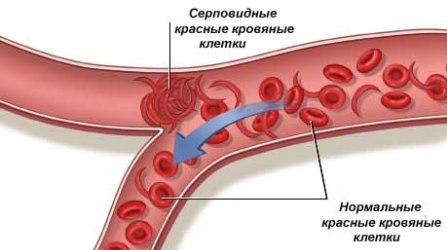 Серповидные
красные кровяные
клетки
Нормальные
красные кровяные
клетки